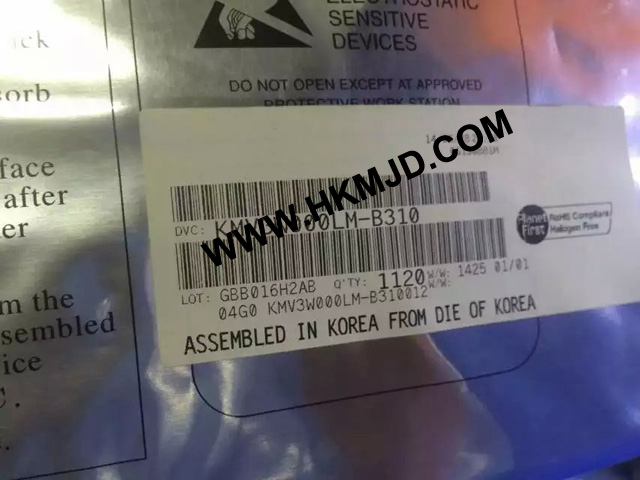 ELECTROSTATIC
SENSITIVE
DEVICES
DO NOT OPEN EXCEPT AT APPROVED
PROTECTIVE WORK STATION
ick
sorb
face
after
er
m the
sembled
ice
C.
WWW.HKMJD.COM
DVC: KMV3W000LM-B310
Planet First
RoHS Compliant
Halogen Free
LOT: GBB016H2AB Q'TY: 1120 W/W: 1425 01/01
W/W:
04G0 KMV3W000LM-B310012
ASSEMBLED IN KOREA FROM DIE OF KOREA